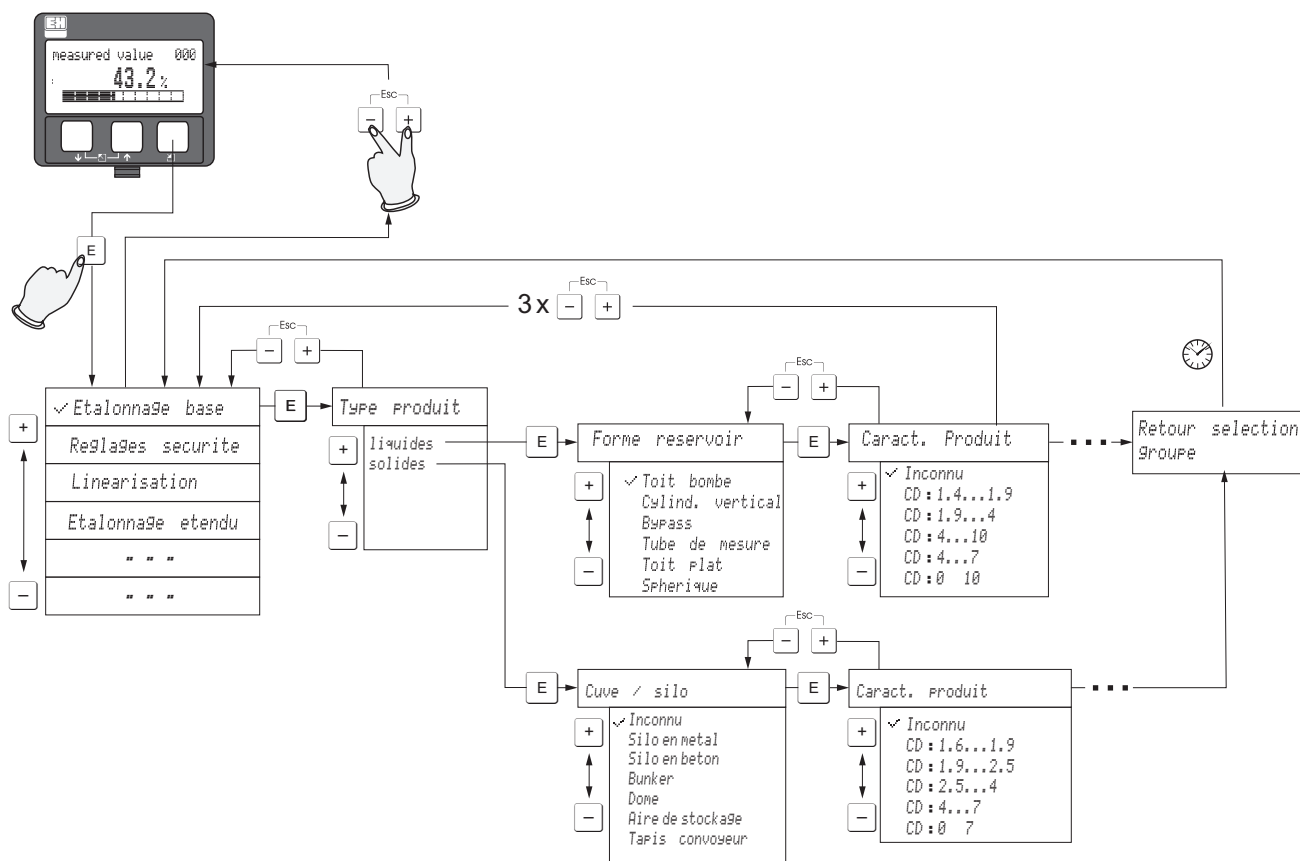 E+H
measured value 000
43.2%
Esc
- +
E
Esc
3x - +
Esc
- +
✓ Etalonnage base
E
Type produit
+
Reglages securite
Linearisation
Etalonnage etendu
" " "
" " "
-
+
liquides
solides
-
Esc
- +
E
Forme reservoir
E
Caract. Produit
▪ ▪ ▪ ▪
Retour selection
groupe
+
-
✓ Toit bombe
Cylind. vertical
Bypass
Tube de mesure
Toit plat
Spherique
+
-
✓ Inconnu
CD:1.4...1.9
CD:1.9...4
CD:4...10
CD:4...7
CD:0 10
Esc
- +
E
Cuve / silo
E
Caract. produit
▪ ▪ ▪ ▪
+
-
✓ Inconnu
Silo en metal
Silo en beton
Bunker
Dome
Aire de stockage
Tapis convoyeur
+
-
✓ Inconnu
CD:1.6...1.9
CD:1.9...2.5
CD:2.5...4
CD:4...7
CD:0 7